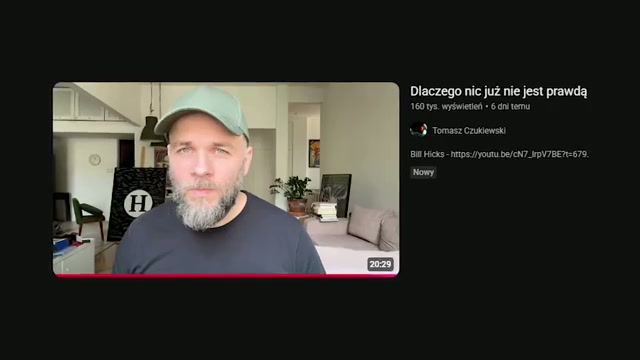 Dlaczego nic już nie jest prawdą
160 tys. wyświetleń • 6 dni temu
Tomasz Czukiewski
Bill Hicks - https://youtu.be/cN7_IrpV7BE?t=679.
Nowy
H
20:29